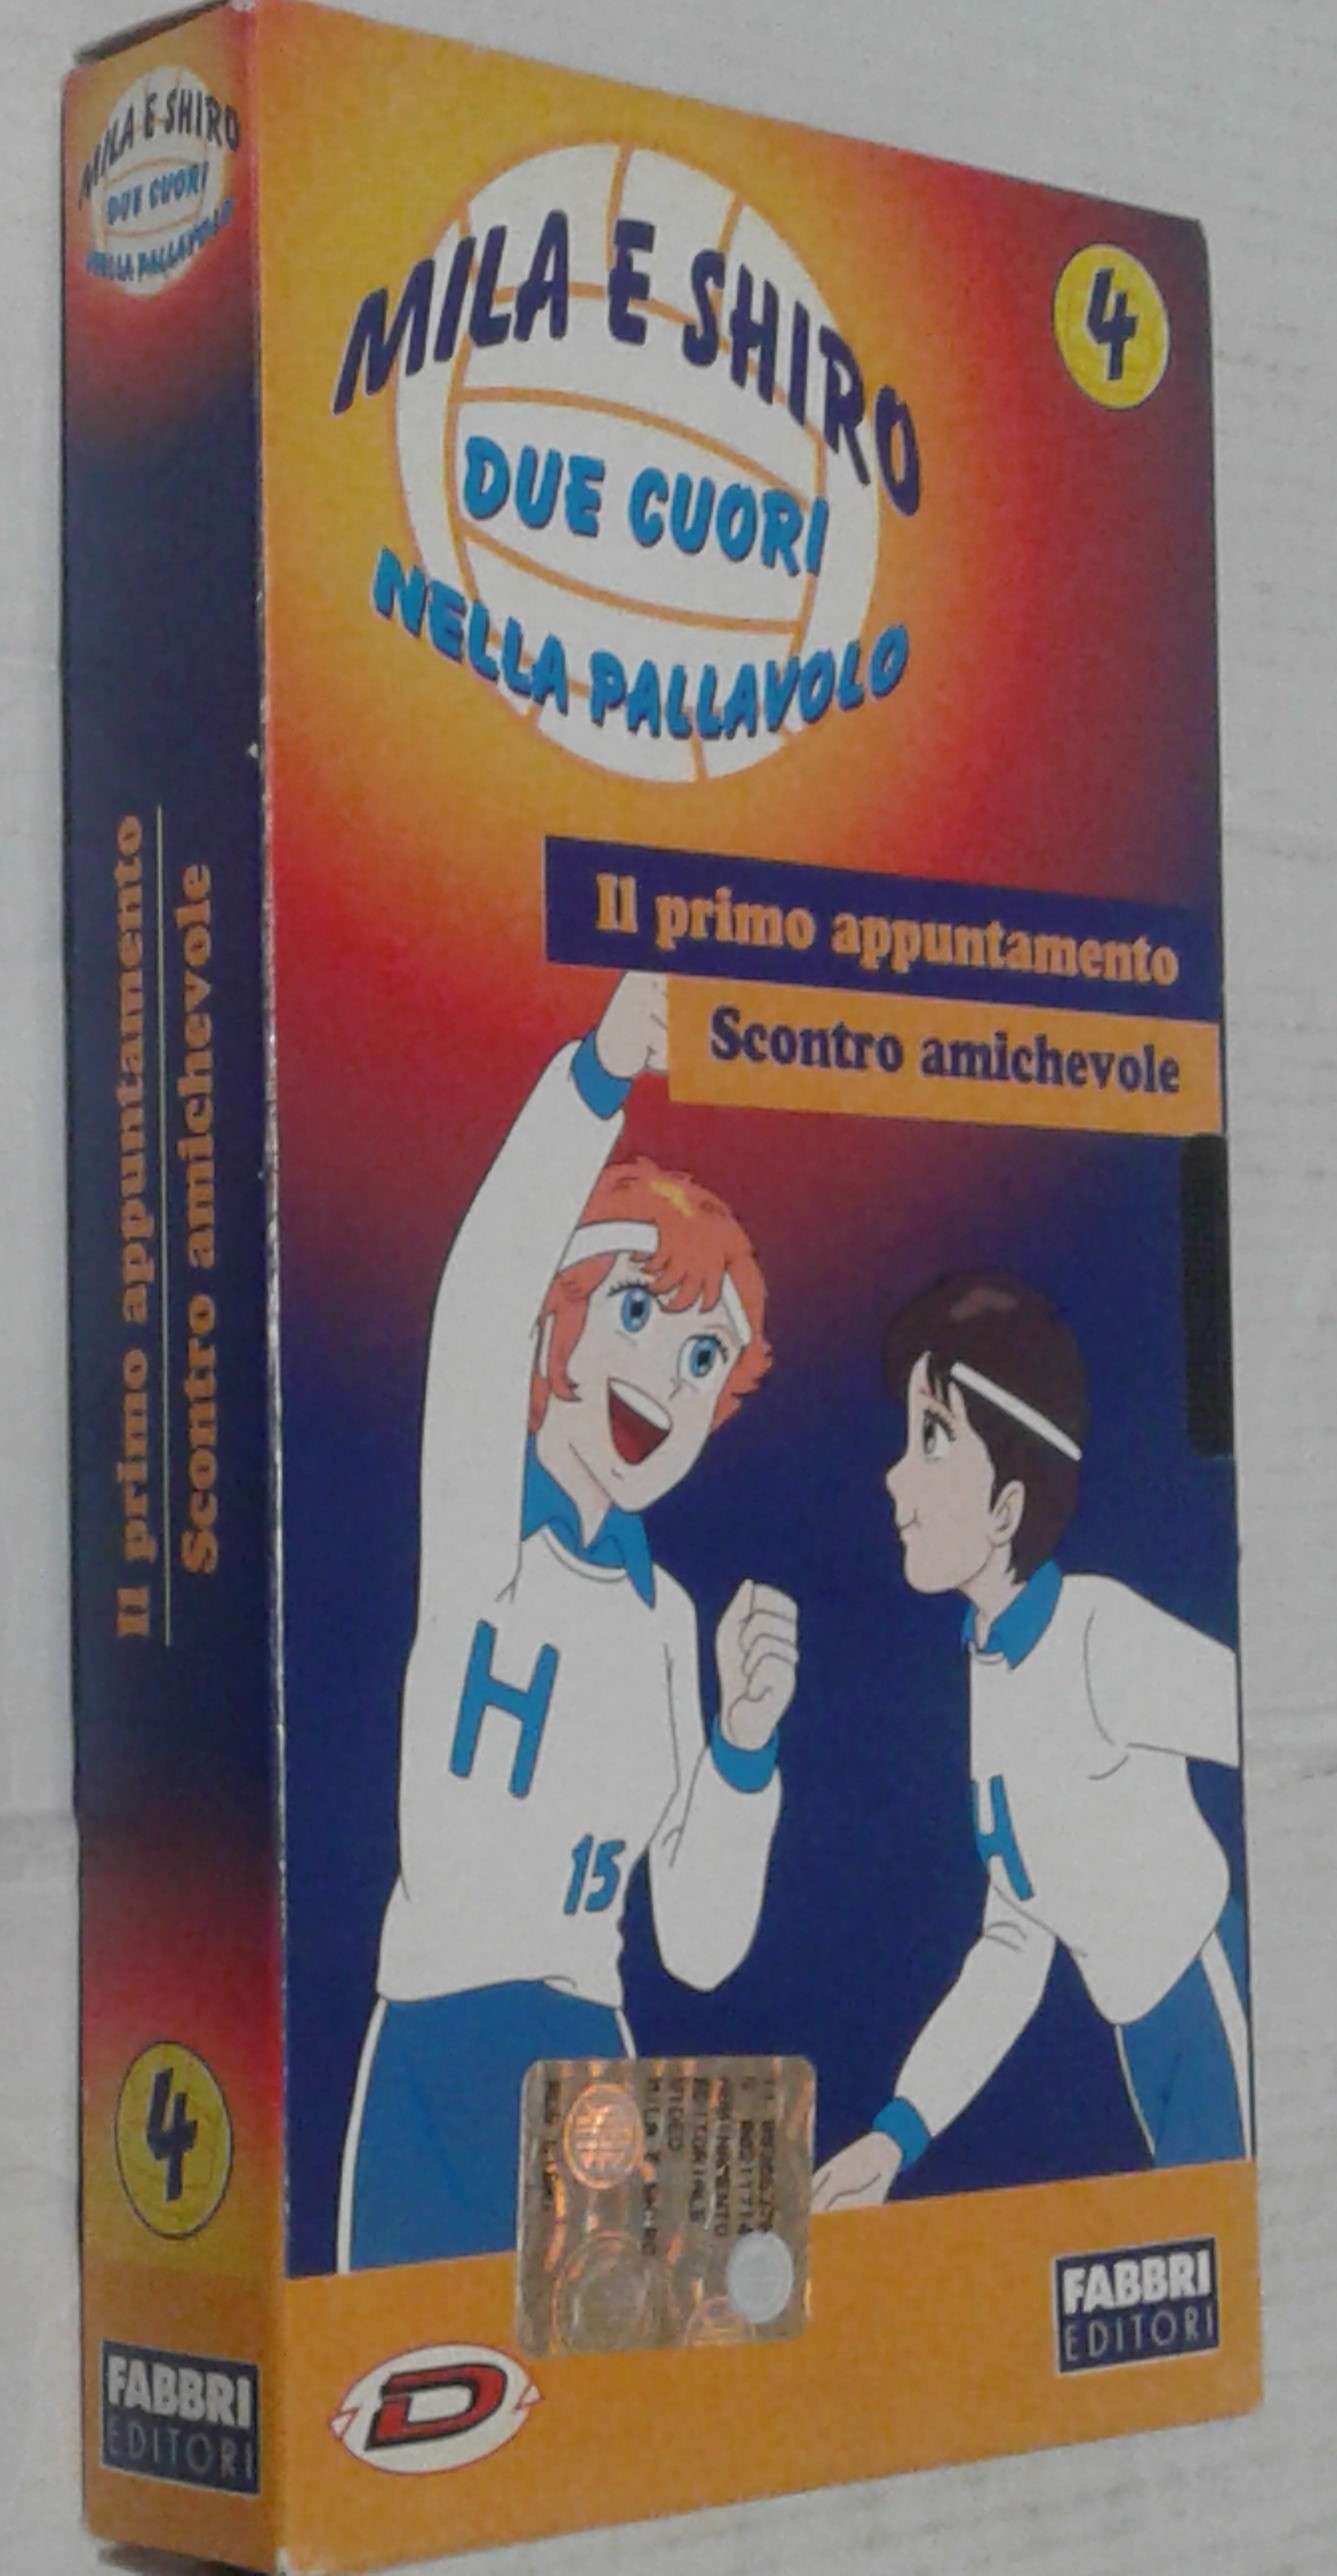 MILA E SHIRO
DUE CUORI
NELLA PALLAVOLO
Il primo appuntamento
Scontro amichevole
4
FABBRI
EDITORI
MILA E SHIRO
DUE CUORI
NELLA PALLAVOLO
4
Il primo appuntamento
Scontro amichevole
H
15
H
VIDEO
D
FABBRI
EDITORI